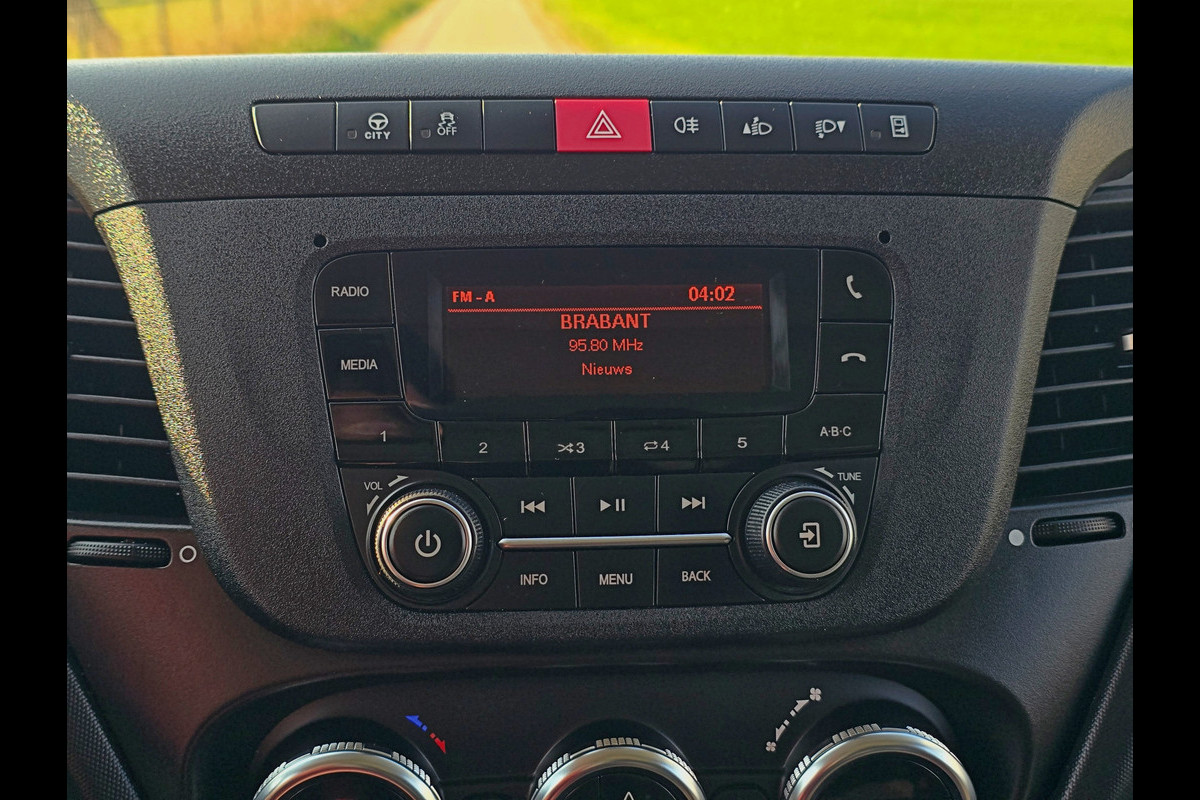 CITY
OFF
RADIO
FM - A
04:02
BRABANT
MEDIA
95.80 MHz
Nieuws
1
2
3
4
5
A·B·C
VOL
TUNE
INFO
MENU
BACK